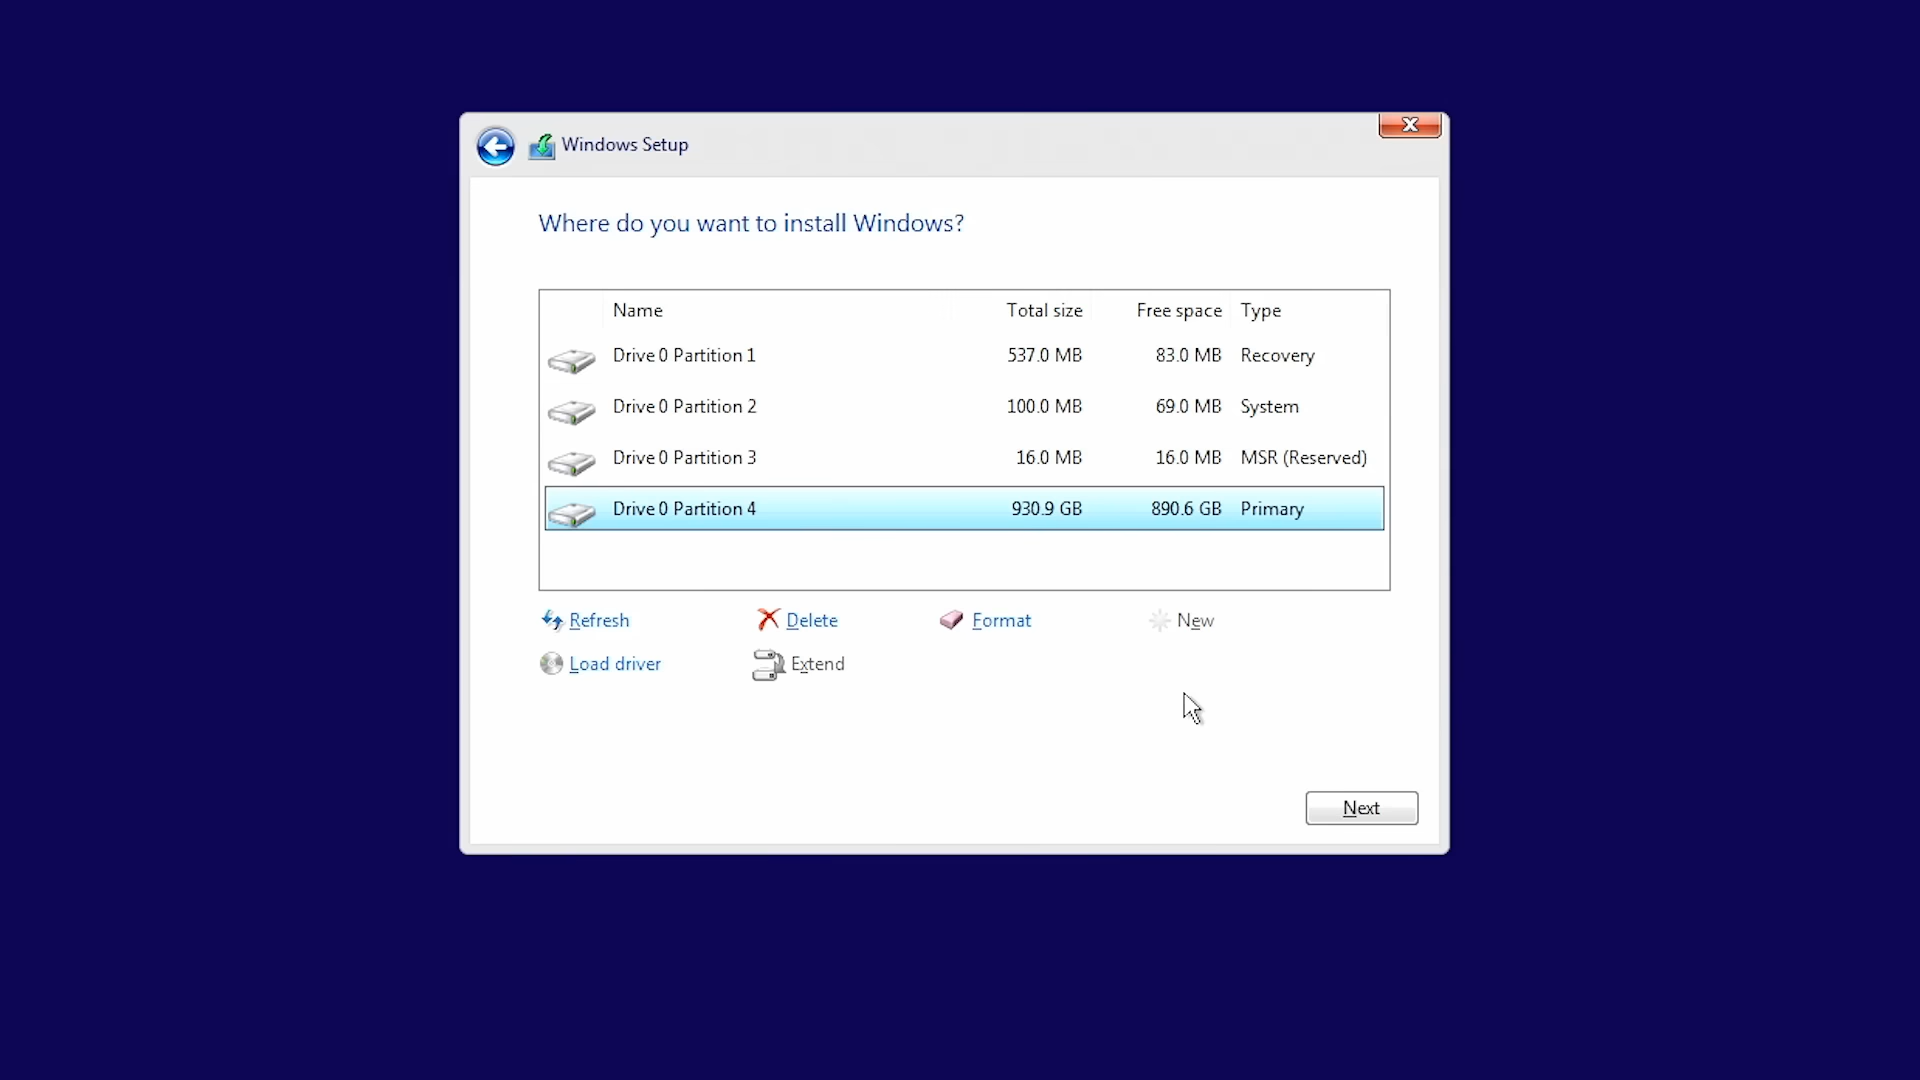 Windows Setup
Where do you want to install Windows?
Name Total size Free space Type
Drive 0 Partition 1 537.0 MB 83.0 MB Recovery
Drive 0 Partition 2 100.0 MB 69.0 MB System
Drive 0 Partition 3 16.0 MB 16.0 MB MSR (Reserved)
Drive 0 Partition 4 930.9 GB 890.6 GB Primary
Refresh Delete Format New
Load driver Extend
Next